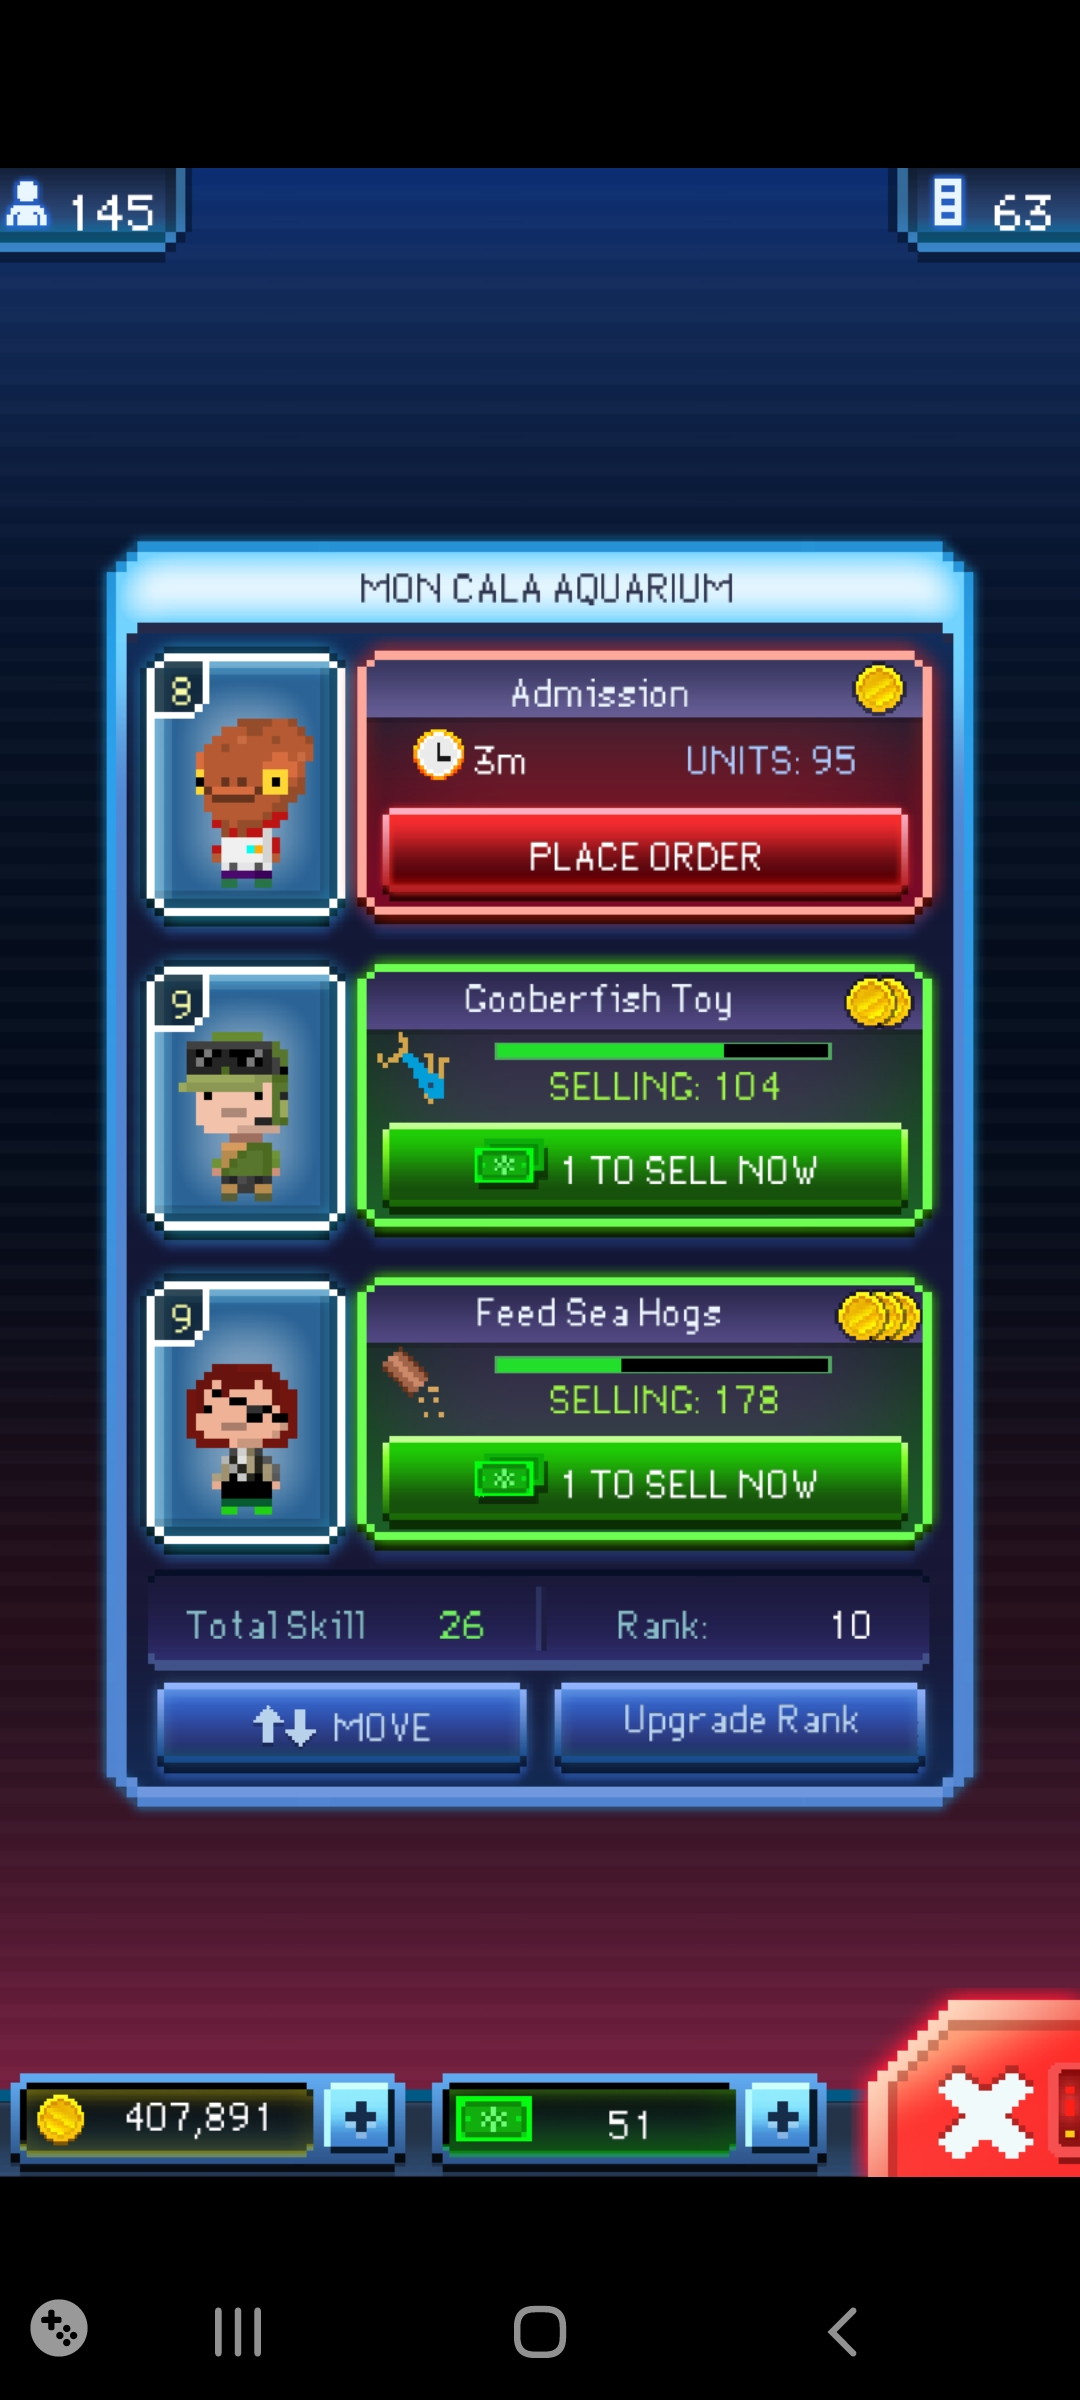 145
63
MON CALA AQUARIUM
8
Admission
3m
UNITS: 95
PLACE ORDER
9
Gooberfish Toy
SELLING: 104
1 TO SELL NOW
9
Feed Sea Hogs
SELLING: 178
1 TO SELL NOW
Total Skill 26
Rank: 10
MOVE
Upgrade Rank
407,891
51